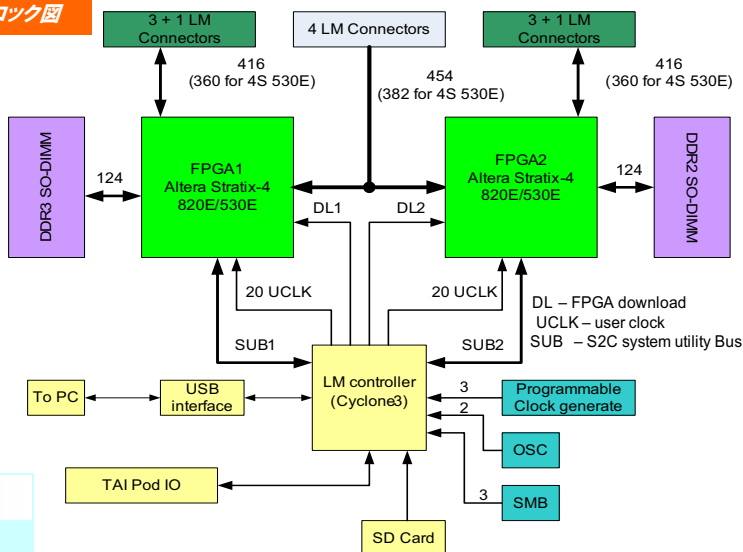 ロック図
3 + 1 LM
Connectors
4 LM Connectors
3 + 1 LM
Connectors
416
(360 for 4S 530E)
454
(382 for 4S 530E)
416
(360 for 4S 530E)
DDR3 SO-DIMM
124
FPGA1
Altera Stratix-4
820E/530E
FPGA2
Altera Stratix-4
820E/530E
124
DDR2 SO-DIMM
DL1
DL2
20 UCLK
20 UCLK
DL – FPGA download
UCLK – user clock
SUB – S2C system utility Bus
SUB1
SUB2
To PC
USB
interface
LM controller
(Cyclone3)
3
Programmable
Clock generate
2
OSC
TAI Pod IO
3
SMB
SD Card